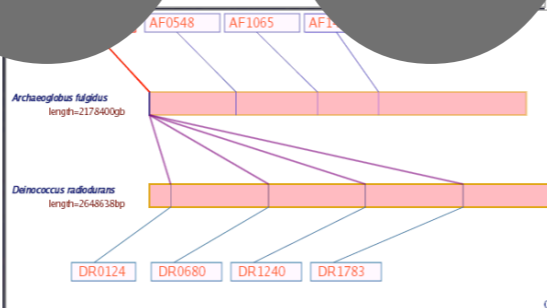 AF0548 AF1065
Archaeoglobus fulgidus
length=2178400gb
Deinococcus radiodurans
length=2648638bp
DR0124 DR0680 DR1240 DR1783